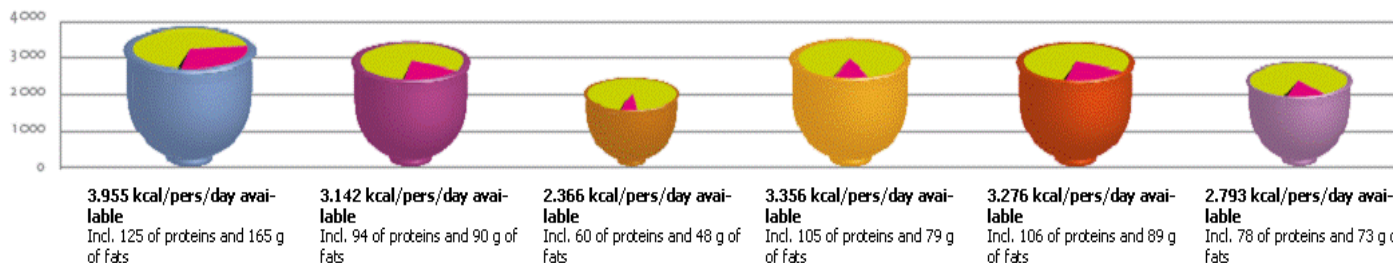 4 000
3 000
2 000
1 000
0
3.955 kcal/pers/day avai-
lable
Incl. 125 of proteins and 165 g
of fats
3.142 kcal/pers/day avai-
lable
Incl. 94 of proteins and 90 g of
fats
2.366 kcal/pers/day avai-
lable
Incl. 60 of proteins and 48 g of
fats
3.356 kcal/pers/day avai-
lable
Incl. 105 of proteins and 79 g
of fats
3.276 kcal/pers/day avai-
lable
Incl. 106 of proteins and 89 g
of fats
2.793 kcal/pers/day avai-
lable
Incl. 78 of proteins and 73 g o
fats